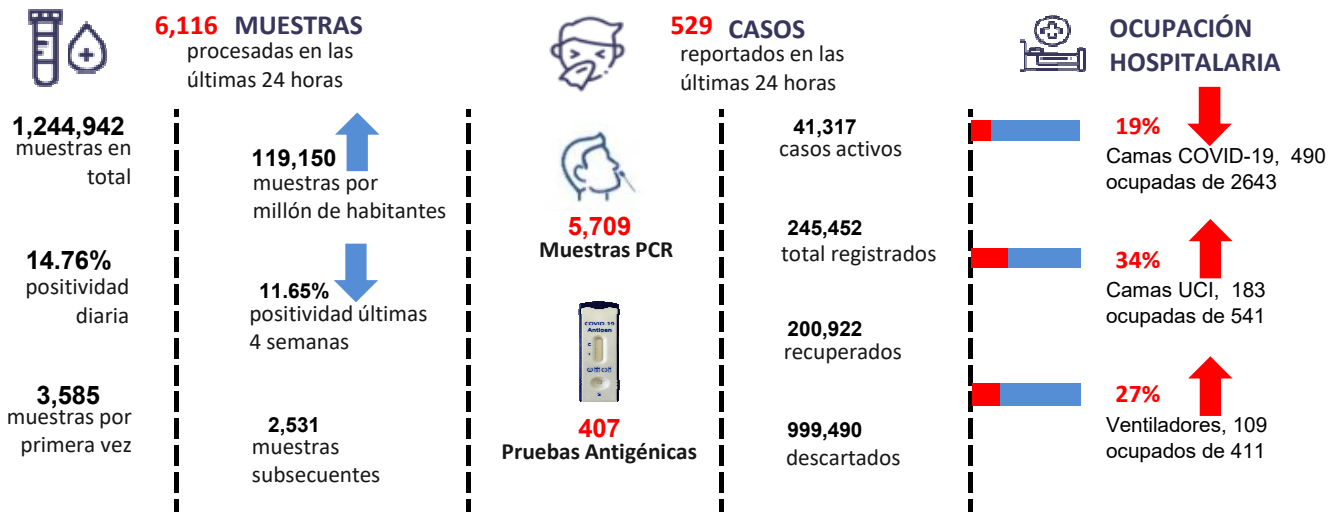 6,116 MUESTRAS
procesadas en las
últimas 24 horas
529 CASOS
reportados en las
últimas 24 horas
OCUPACIÓN
HOSPITALARIA
1,244,942
muestras en
total
14.76%
positividad
diaria
3,585
muestras por
primera vez
119,150
muestras por
millón de habitantes
11.65%
positividad últimas
4 semanas
2,531
muestras
subsecuentes
5,709
Muestras PCR
COVID-19
Antigen
C
S
407
Pruebas Antigénicas
41,317
casos activos
245,452
total registrados
200,922
recuperados
999,490
descartados
19%
Camas COVID-19, 490
ocupadas de 2643
34%
Camas UCI, 183
ocupadas de 541
27%
Ventiladores, 109
ocupados de 411